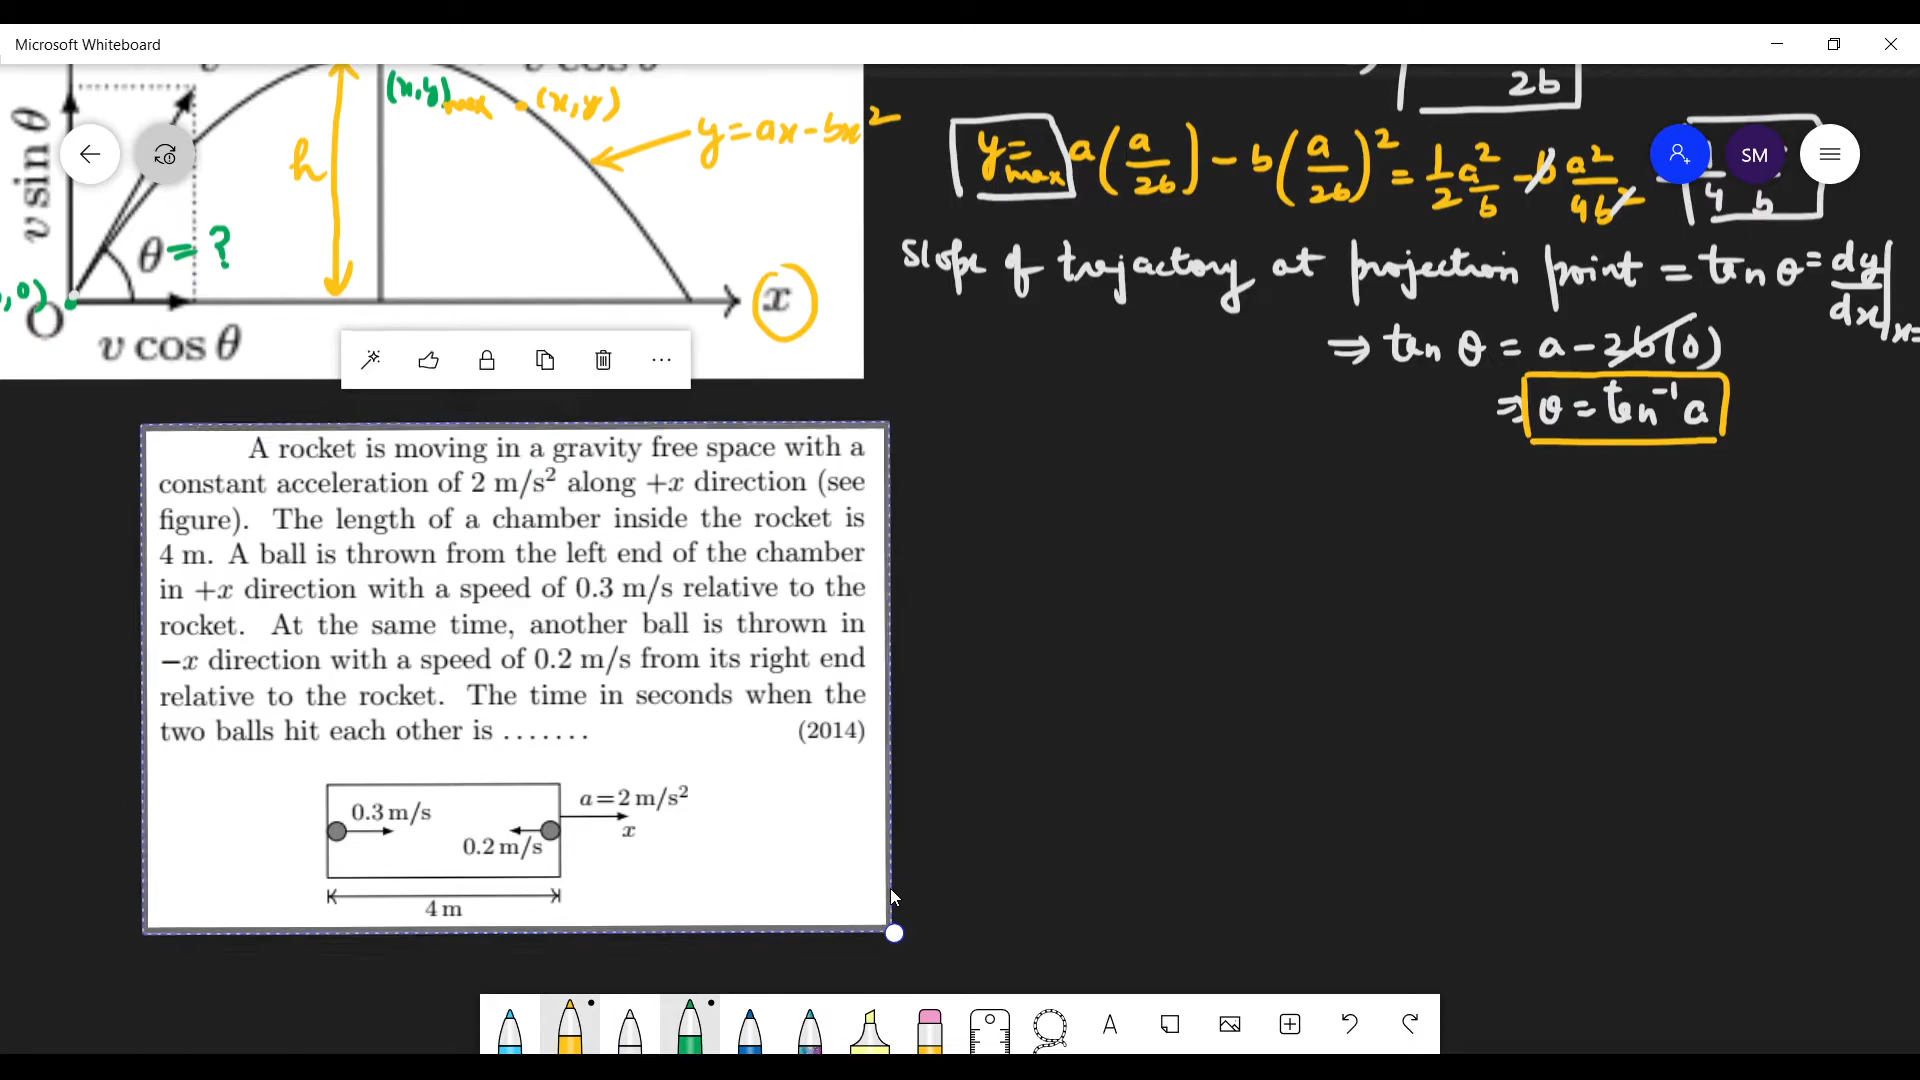 Microsoft Whiteboard
2b
(x,y)max
(x,y)
y=ax-bx²
h
v sin θ
θ=?
x
O
v cos θ
ymax = a(a/2b) - b(a/2b)² = 1/2 a²/b - b a²/4b²
4 b
SM
Slope of trajectory at projection point = tan θ = dy/dx|x=
⇒ tan θ = a - 2b(0)
⇒ θ = tan⁻¹ a
A rocket is moving in a gravity free space with a
constant acceleration of 2 m/s² along +x direction (see
figure). The length of a chamber inside the rocket is
4 m. A ball is thrown from the left end of the chamber
in +x direction with a speed of 0.3 m/s relative to the
rocket. At the same time, another ball is thrown in
−x direction with a speed of 0.2 m/s from its right end
relative to the rocket. The time in seconds when the
two balls hit each other is ....... (2014)
0.3 m/s
a=2 m/s²
x
0.2 m/s
4 m
A